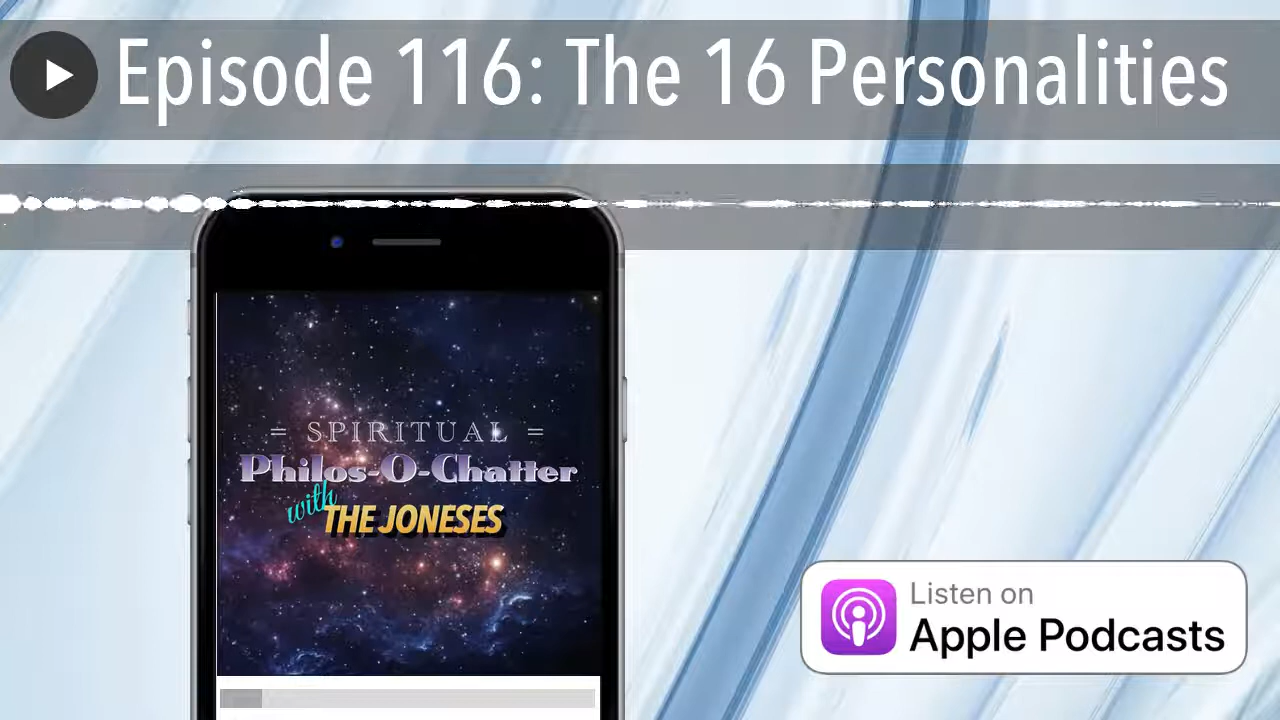 Episode 116: The 16 Personalities
= SPIRITUAL =
Philos-O-Chatter
with
THE JONESES
Listen on
Apple Podcasts